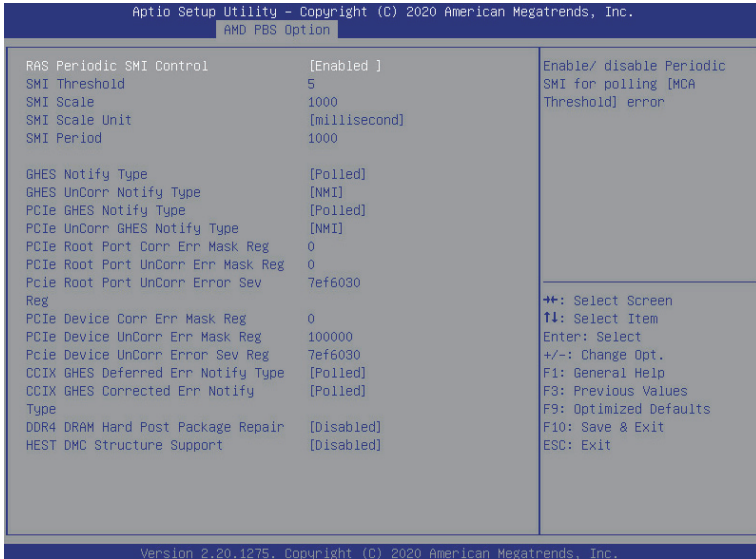 Aptio Setup Utility – Copyright (C) 2020 American Megatrends, Inc.
AMD PBS Option
RAS Periodic SMI Control [Enabled ]
SMI Threshold 5
SMI Scale 1000
SMI Scale Unit [millisecond]
SMI Period 1000
GHES Notify Type [Polled]
GHES UnCorr Notify Type [NMI]
PCIe GHES Notify Type [Polled]
PCIe UnCorr GHES Notify Type [NMI]
PCIe Root Port Corr Err Mask Reg 0
PCIe Root Port UnCorr Err Mask Reg 0
Pcie Root Port UnCorr Error Sev 7ef6030
Reg
PCIe Device Corr Err Mask Reg 0
PCIe Device UnCorr Err Mask Reg 100000
Pcie Device UnCorr Error Sev Reg 7ef6030
CCIX GHES Deferred Err Notify Type [Polled]
CCIX GHES Corrected Err Notify [Polled]
Type
DDR4 DRAM Hard Post Package Repair [Disabled]
HEST DMC Structure Support [Disabled]
Enable/ disable Periodic
SMI for polling [MCA
Threshold] error
→←: Select Screen
↑↓: Select Item
Enter: Select
+/-: Change Opt.
F1: General Help
F3: Previous Values
F9: Optimized Defaults
F10: Save & Exit
ESC: Exit
Version 2.20.1275. Copyright (C) 2020 American Megatrends, Inc.